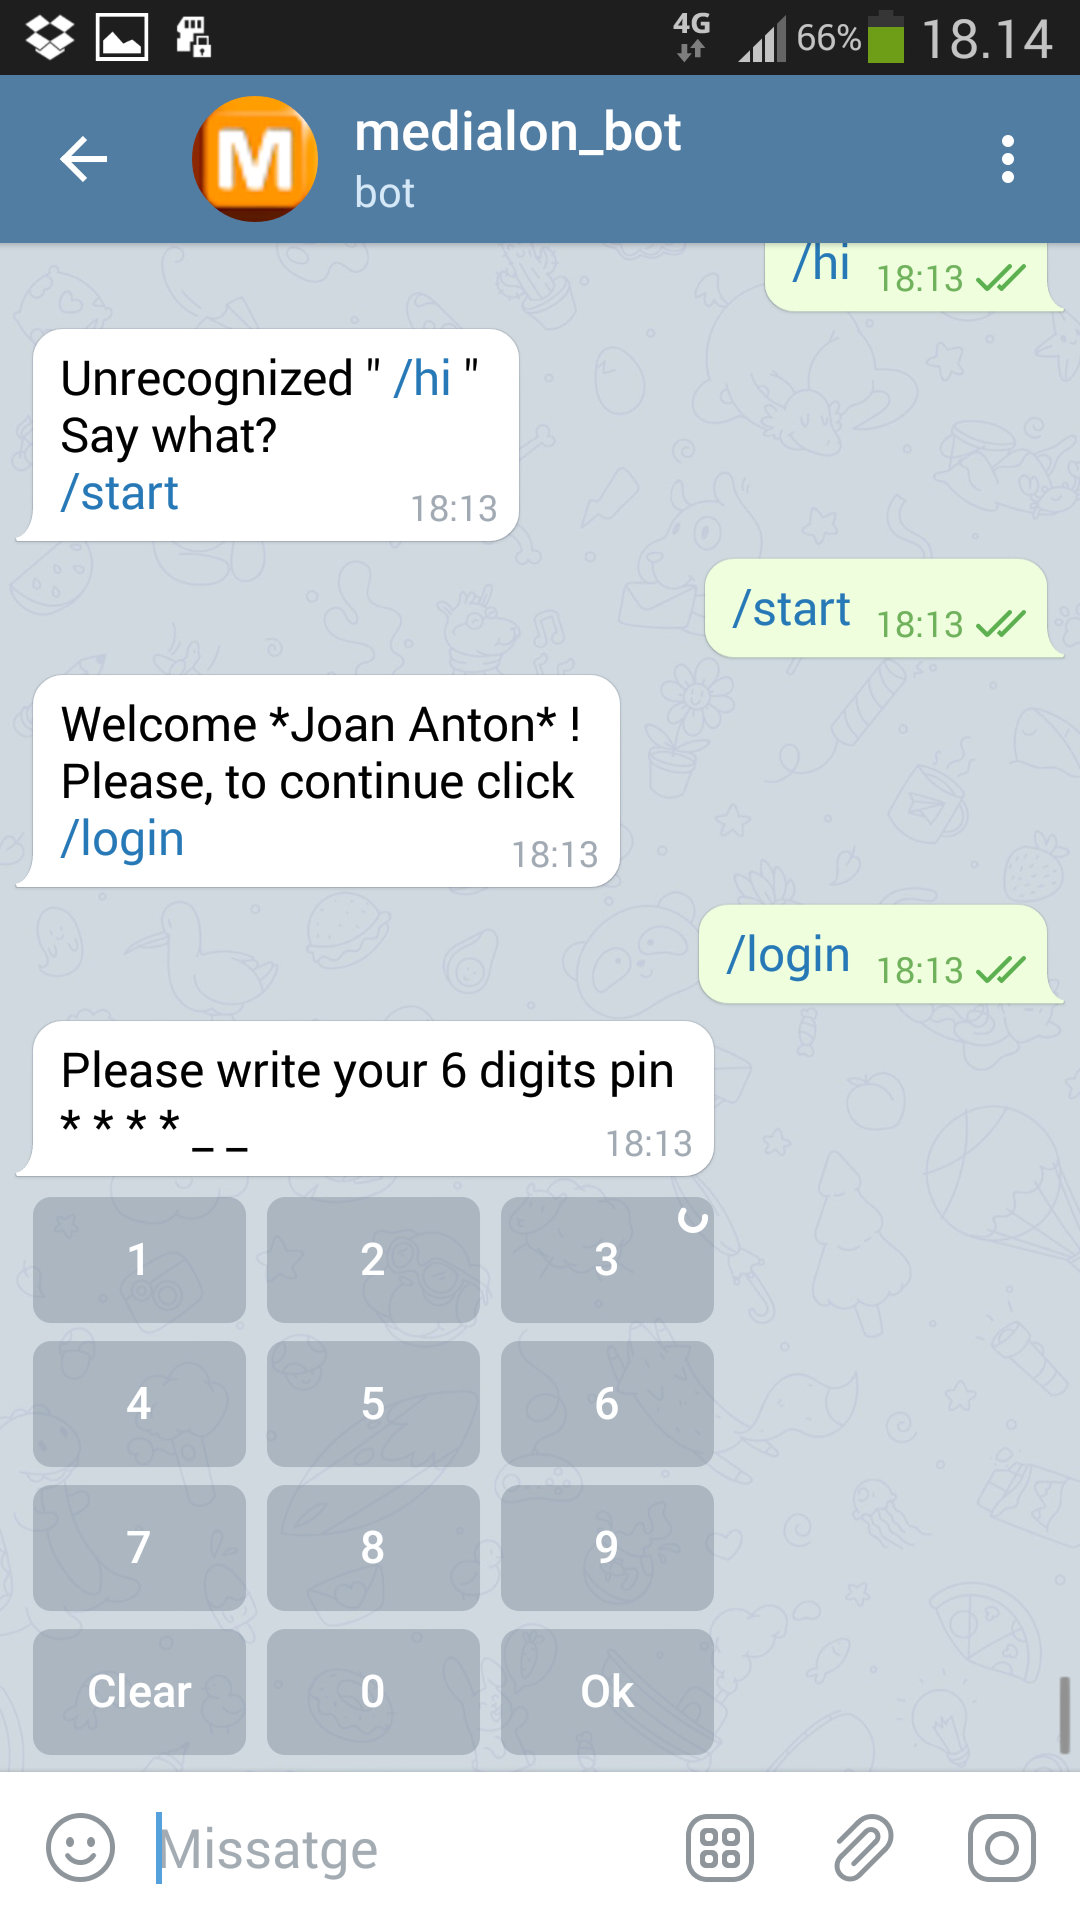 4G 66% 18.14
M
medialon_bot
bot
/hi 18:13
Unrecognized " /hi "
Say what?
/start 18:13
/start 18:13
Welcome *Joan Anton* !
Please, to continue click
/login 18:13
/login 18:13
Please write your 6 digits pin
* * * * _ _ 18:13
1 2 3
4 5 6
7 8 9
Clear 0 Ok
Missatge